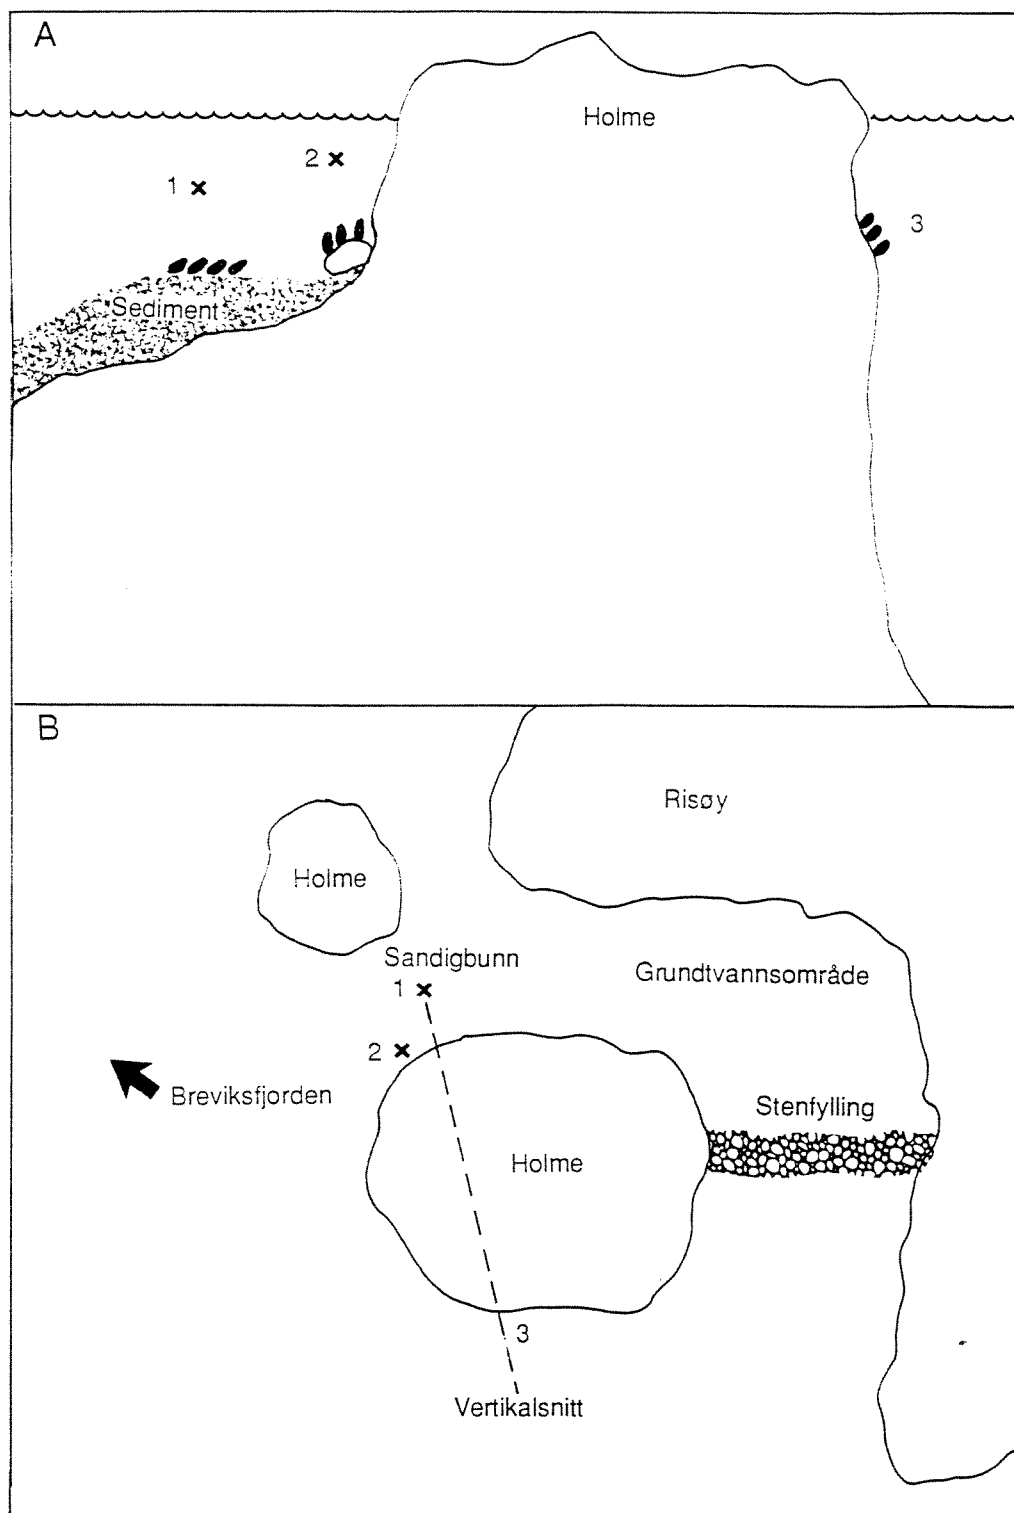 A
Holme
2 x
1 x
3
Sediment
B
Risøy
Holme
Sandigbunn
1 x
Grundtvannsområde
2 x
Breviksfjorden
Stenfylling
Holme
3
Vertikalsnitt